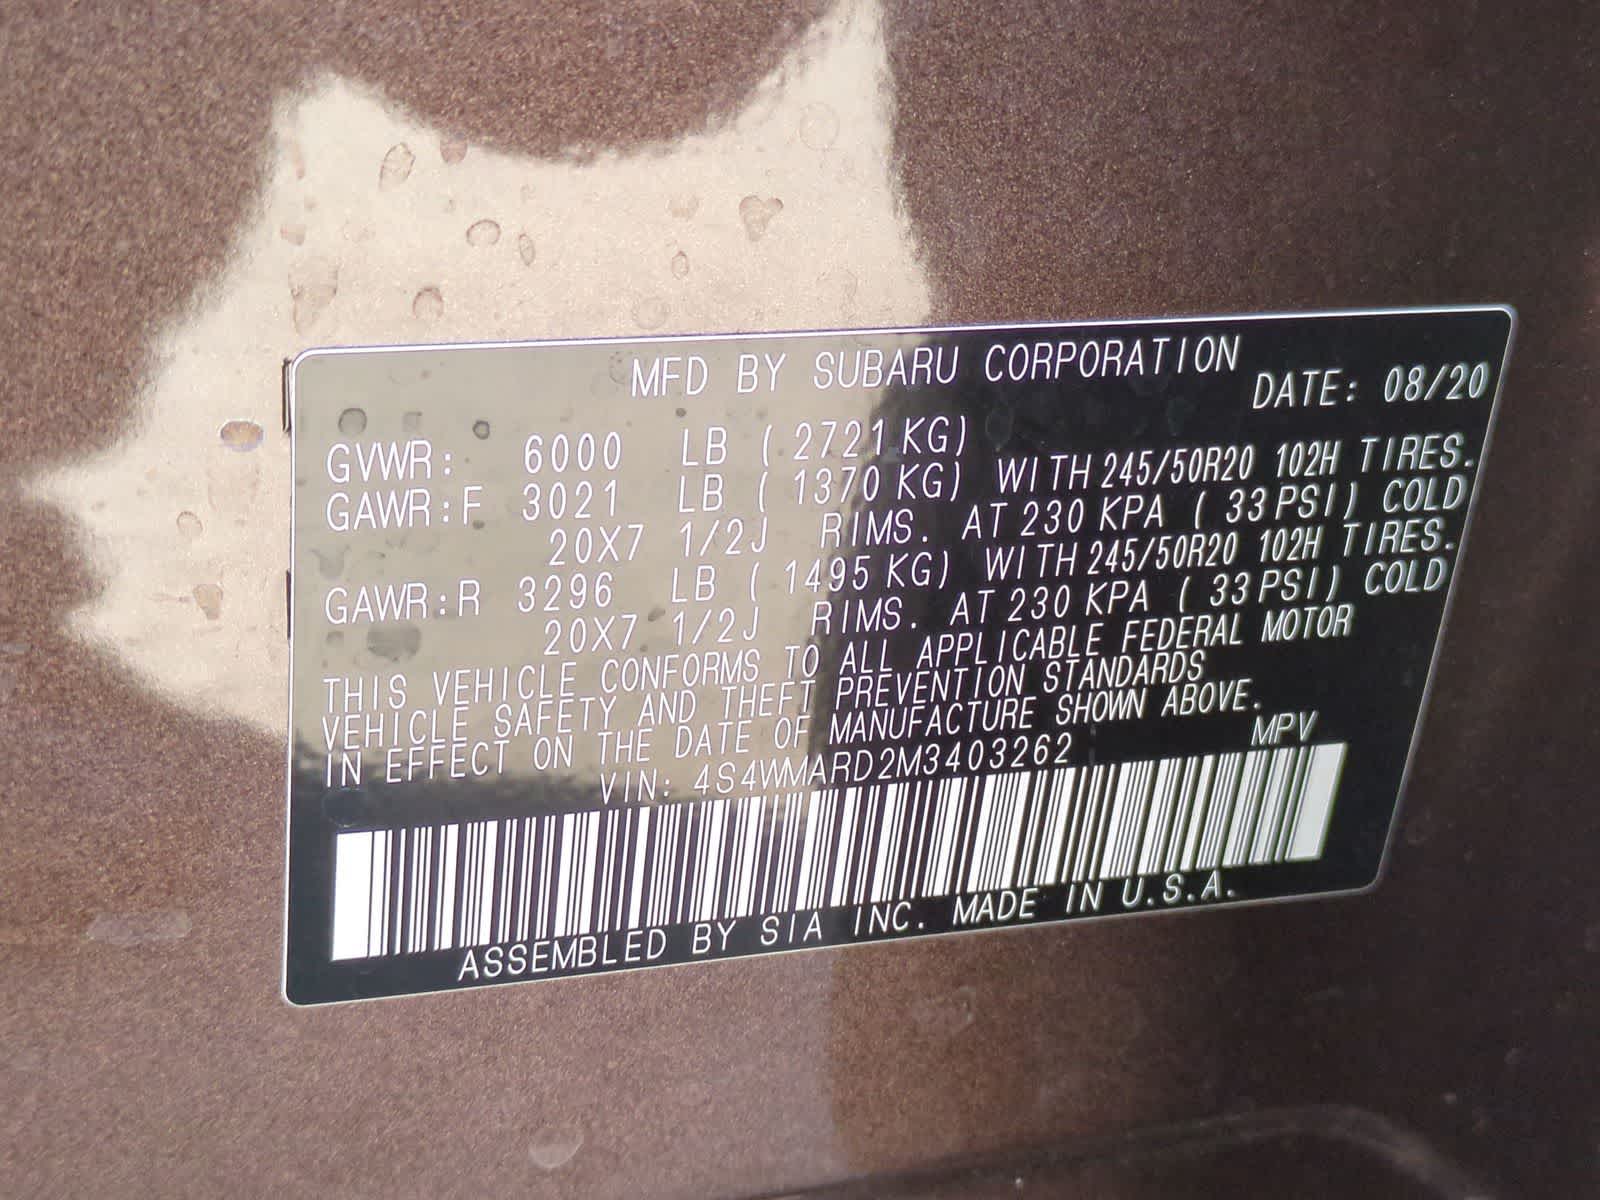 MFD BY SUBARU CORPORATION
DATE: 08/20
GVWR: 6000 LB ( 2721 KG)
GAWR:F 3021 LB ( 1370 KG) WITH 245/50R20 102H TIRES.
20X7 1/2J RIMS. AT 230 KPA ( 33 PSI) COLD
GAWR:R 3296 LB ( 1495 KG) WITH 245/50R20 102H TIRES.
20X7 1/2J RIMS. AT 230 KPA ( 33 PSI) COLD
THIS VEHICLE CONFORMS TO ALL APPLICABLE FEDERAL MOTOR
VEHICLE SAFETY AND THEFT PREVENTION STANDARDS
IN EFFECT ON THE DATE OF MANUFACTURE SHOWN ABOVE.
VIN: 4S4WMARD2M3403262 MPV
ASSEMBLED BY SIA INC. MADE IN U.S.A.